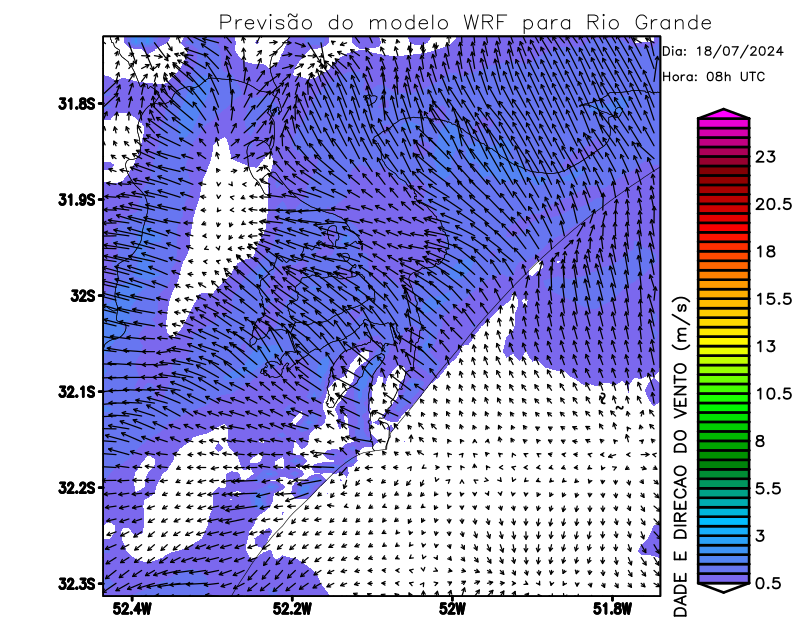 Previsão do modelo WRF para Rio Grande
Dia: 18/07/2024
Hora: 08h UTC
31.8S
31.9S
32S
32.1S
32.2S
32.3S
52.4W
52.2W
52W
51.8W
23
20.5
18
15.5
13
10.5
8
5.5
3
0.5
DADE E DIRECAO DO VENTO (m/s)